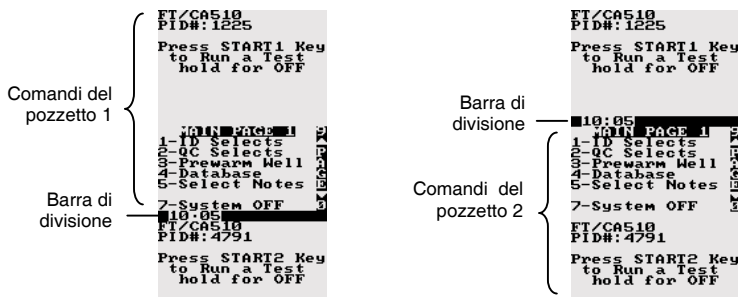 Comandi del
pozzetto 1
Barra di
divisione
FT/CA510
PID#:1225
Press START1 Key
to Run a Test
hold for OFF
MAIN PAGE 1 9
1-ID Selects
2-QC Selects P
3-Prewarm Well A
4-Database G
5-Select Notes E
7-System OFF 0
10:05
FT/CA510
PID#:4791
Press START2 Key
to Run a Test
hold for OFF
Barra di
divisione
Comandi del
pozzetto 2
FT/CA510
PID#:1225
Press START1 Key
to Run a Test
hold for OFF
10:05
MAIN PAGE 1 9
1-ID Selects
2-QC Selects P
3-Prewarm Well A
4-Database G
5-Select Notes E
7-System OFF 0
FT/CA510
PID#:4791
Press START2 Key
to Run a Test
hold for OFF